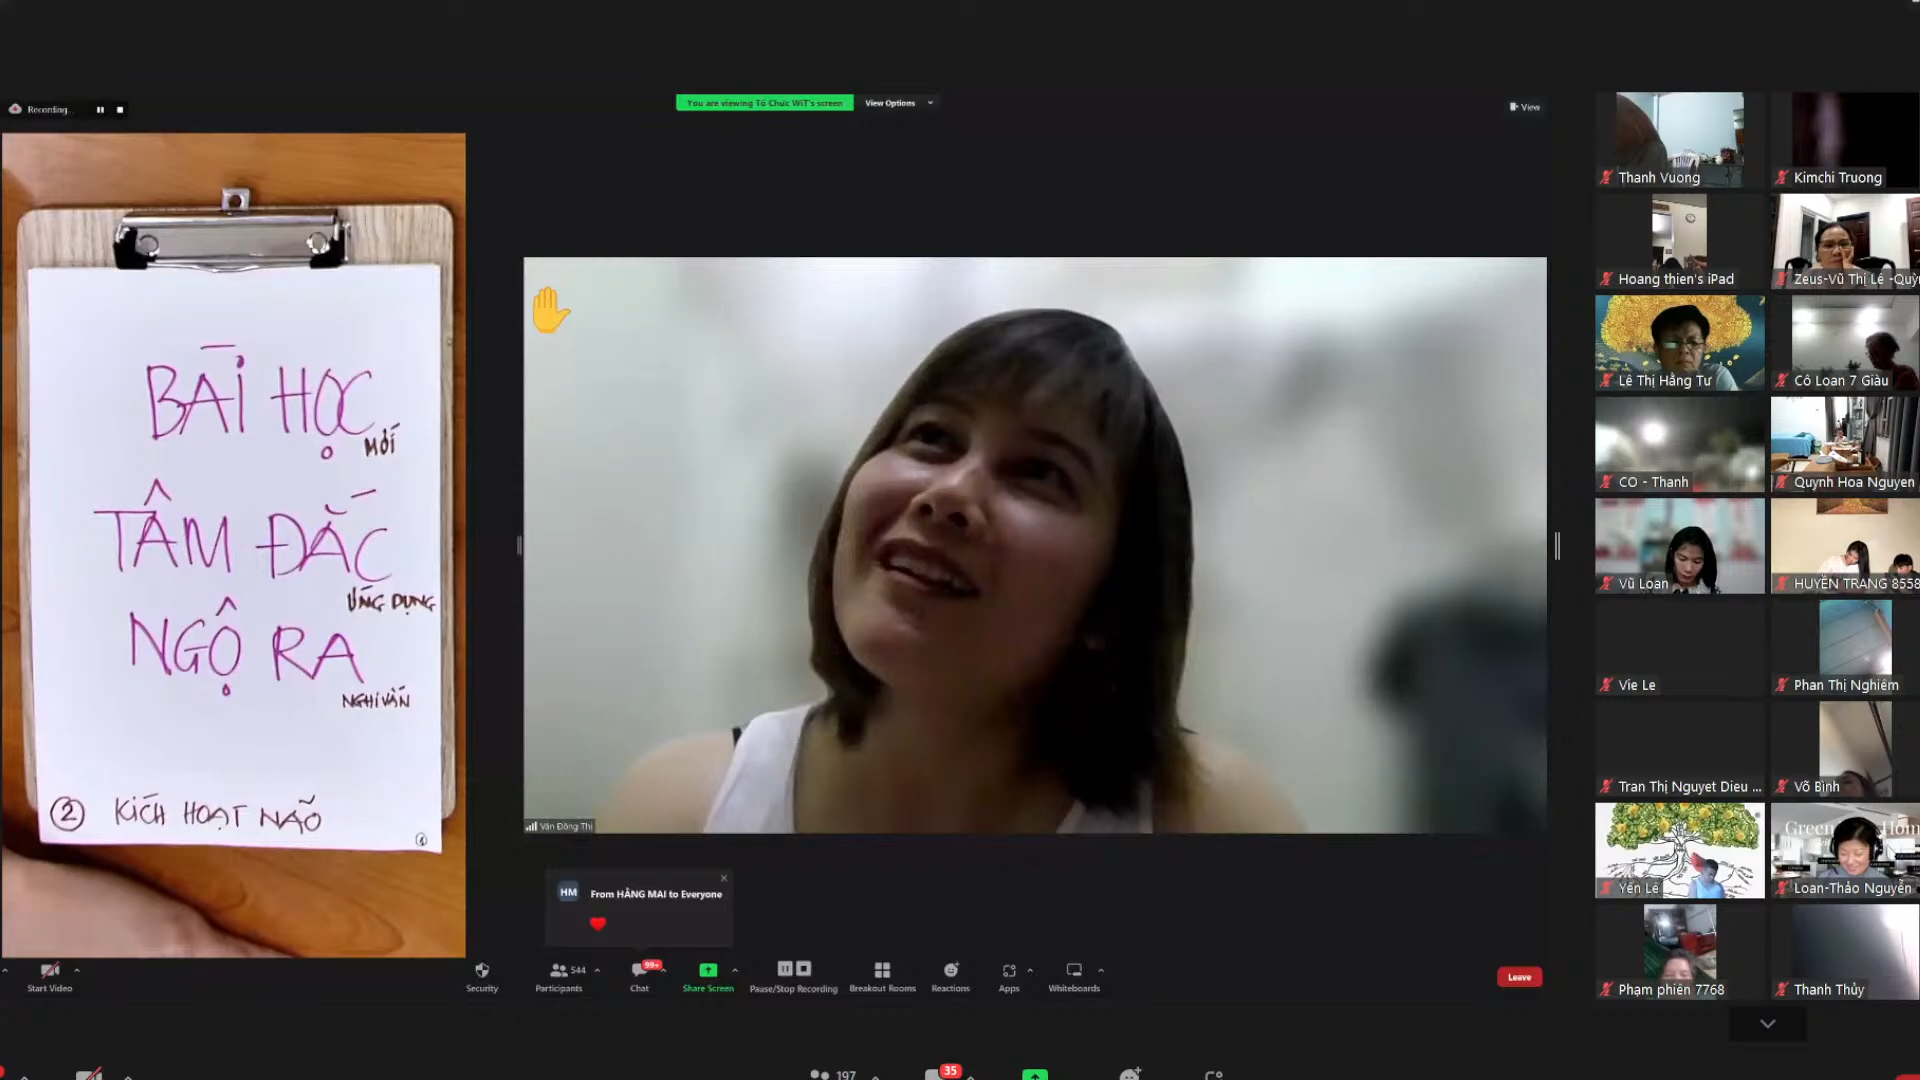 Recording...
You are viewing Tổ Chức WIT's screen
View Options
View
BÀI HỌC
MỚI
TÂM ĐẮC
ỨNG DỤNG
NGỘ RA
NGHI VẤN
2 KÍCH HOẠT NÃO
Vân Đông Thị
HM
From HẰNG MAI to Everyone
Start Video
Security
544
Participants
99+
Chat
Share Screen
Pause/Stop Recording
Breakout Rooms
Reactions
Apps
Whiteboards
Leave
Thanh Vuong
Kimchi Truong
Hoang thien's iPad
Zeus-Vũ Thị Lê -Quỳn
Lê Thị Hằng Tư
Cô Loan 7 Giàu
CO - Thanh
Quynh Hoa Nguyen
Vũ Loan
HUYỀN TRANG 8558
Vie Le
Phan Thị Nghiêm
Tran Thị Nguyet Dieu ...
Võ Bình
Yến Lê
Green Home
Loan-Thảo Nguyễn
Phạm phiên 7768
Thanh Thủy
197
35